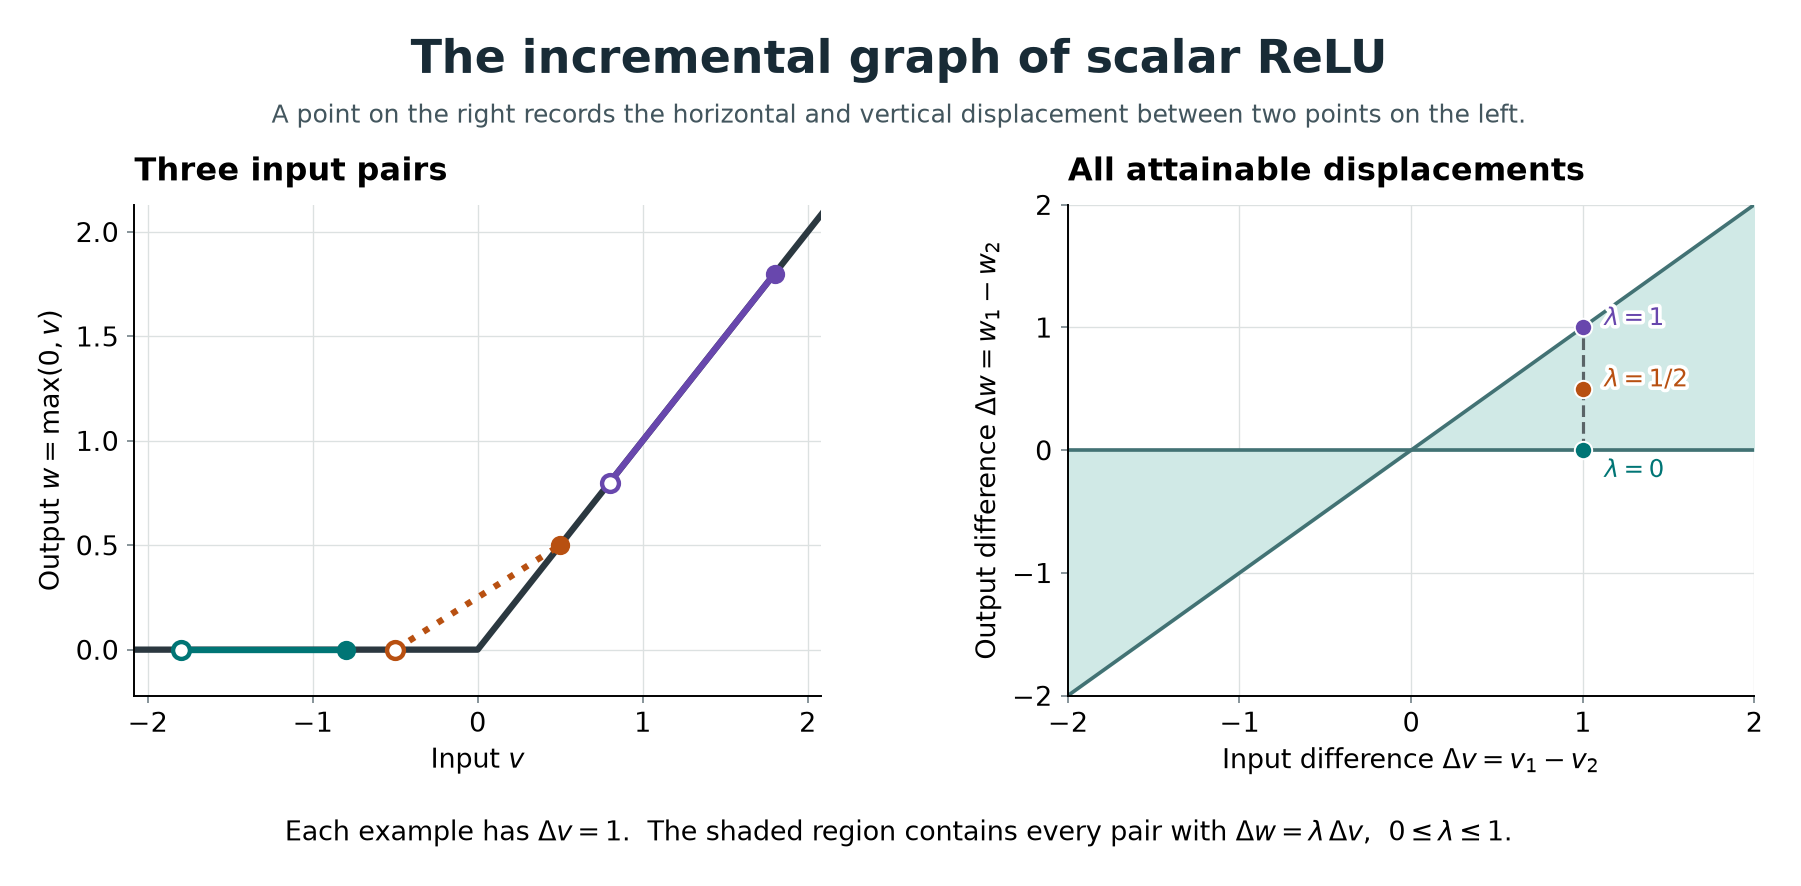 The incremental graph of scalar ReLU
A point on the right records the horizontal and vertical displacement between two points on the left.
Three input pairs
Output w = max(0, v)
2.0
1.5
1.0
0.5
0.0
−2
−1
0
1
2
Input v
All attainable displacements
Output difference Δw = w₁ − w₂
2
1
0
−1
−2
λ = 1
λ = 1/2
λ = 0
−2
−1
0
1
2
Input difference Δv = v₁ − v₂
Each example has Δv = 1. The shaded region contains every pair with Δw = λ Δv, 0 ≤ λ ≤ 1.